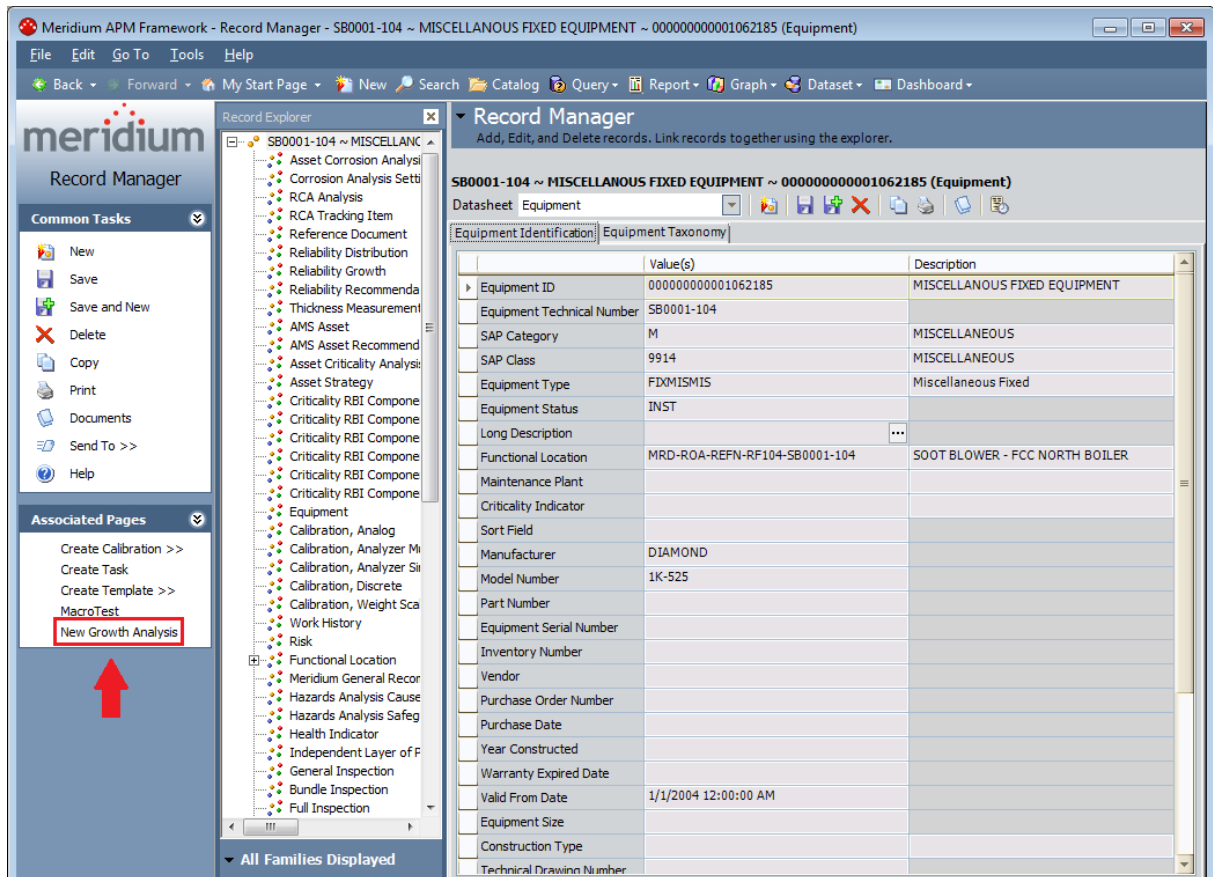 Meridium APM Framework - Record Manager - SB0001-104 ~ MISCELLANOUS FIXED EQUIPMENT ~ 000000000001062185 (Equipment)
File Edit Go To Tools Help
Back Forward My Start Page New Search Catalog Query Report Graph Dataset Dashboard
meridium
Record Manager
Common Tasks
New
Save
Save and New
Delete
Copy
Print
Documents
Send To >>
Help
Associated Pages
Create Calibration >>
Create Task
Create Template >>
MacroTest
New Growth Analysis
Record Explorer
SB0001-104 ~ MISCELLANC
Asset Corrosion Analysi
Corrosion Analysis Setti
RCA Analysis
RCA Tracking Item
Reference Document
Reliability Distribution
Reliability Growth
Reliability Recommenda
Thickness Measurement
AMS Asset
AMS Asset Recommend
Asset Criticality Analysi
Asset Strategy
Criticality RBI Compone
Criticality RBI Compone
Criticality RBI Compone
Criticality RBI Compone
Criticality RBI Compone
Criticality RBI Compone
Equipment
Calibration, Analog
Calibration, Analyzer Mu
Calibration, Analyzer Sin
Calibration, Discrete
Calibration, Weight Sca
Work History
Risk
Functional Location
Meridium General Recor
Hazards Analysis Cause
Hazards Analysis Safeg
Health Indicator
Independent Layer of P
General Inspection
Bundle Inspection
Full Inspection
All Families Displayed
Record Manager
Add, Edit, and Delete records. Link records together using the explorer.
SB0001-104 ~ MISCELLANOUS FIXED EQUIPMENT ~ 000000000001062185 (Equipment)
Datasheet Equipment
Equipment Identification Equipment Taxonomy
Value(s) Description
Equipment ID 000000000001062185 MISCELLANOUS FIXED EQUIPMENT
Equipment Technical Number SB0001-104
SAP Category M MISCELLANEOUS
SAP Class 9914 MISCELLANEOUS
Equipment Type FIXMISMIS Miscellaneous Fixed
Equipment Status INST
Long Description ...
Functional Location MRD-ROA-REFN-RF104-SB0001-104 SOOT BLOWER - FCC NORTH BOILER
Maintenance Plant
Criticality Indicator
Sort Field
Manufacturer DIAMOND
Model Number 1K-525
Part Number
Equipment Serial Number
Inventory Number
Vendor
Purchase Order Number
Purchase Date
Year Constructed
Warranty Expired Date
Valid From Date 1/1/2004 12:00:00 AM
Equipment Size
Construction Type
Technical Drawing Number